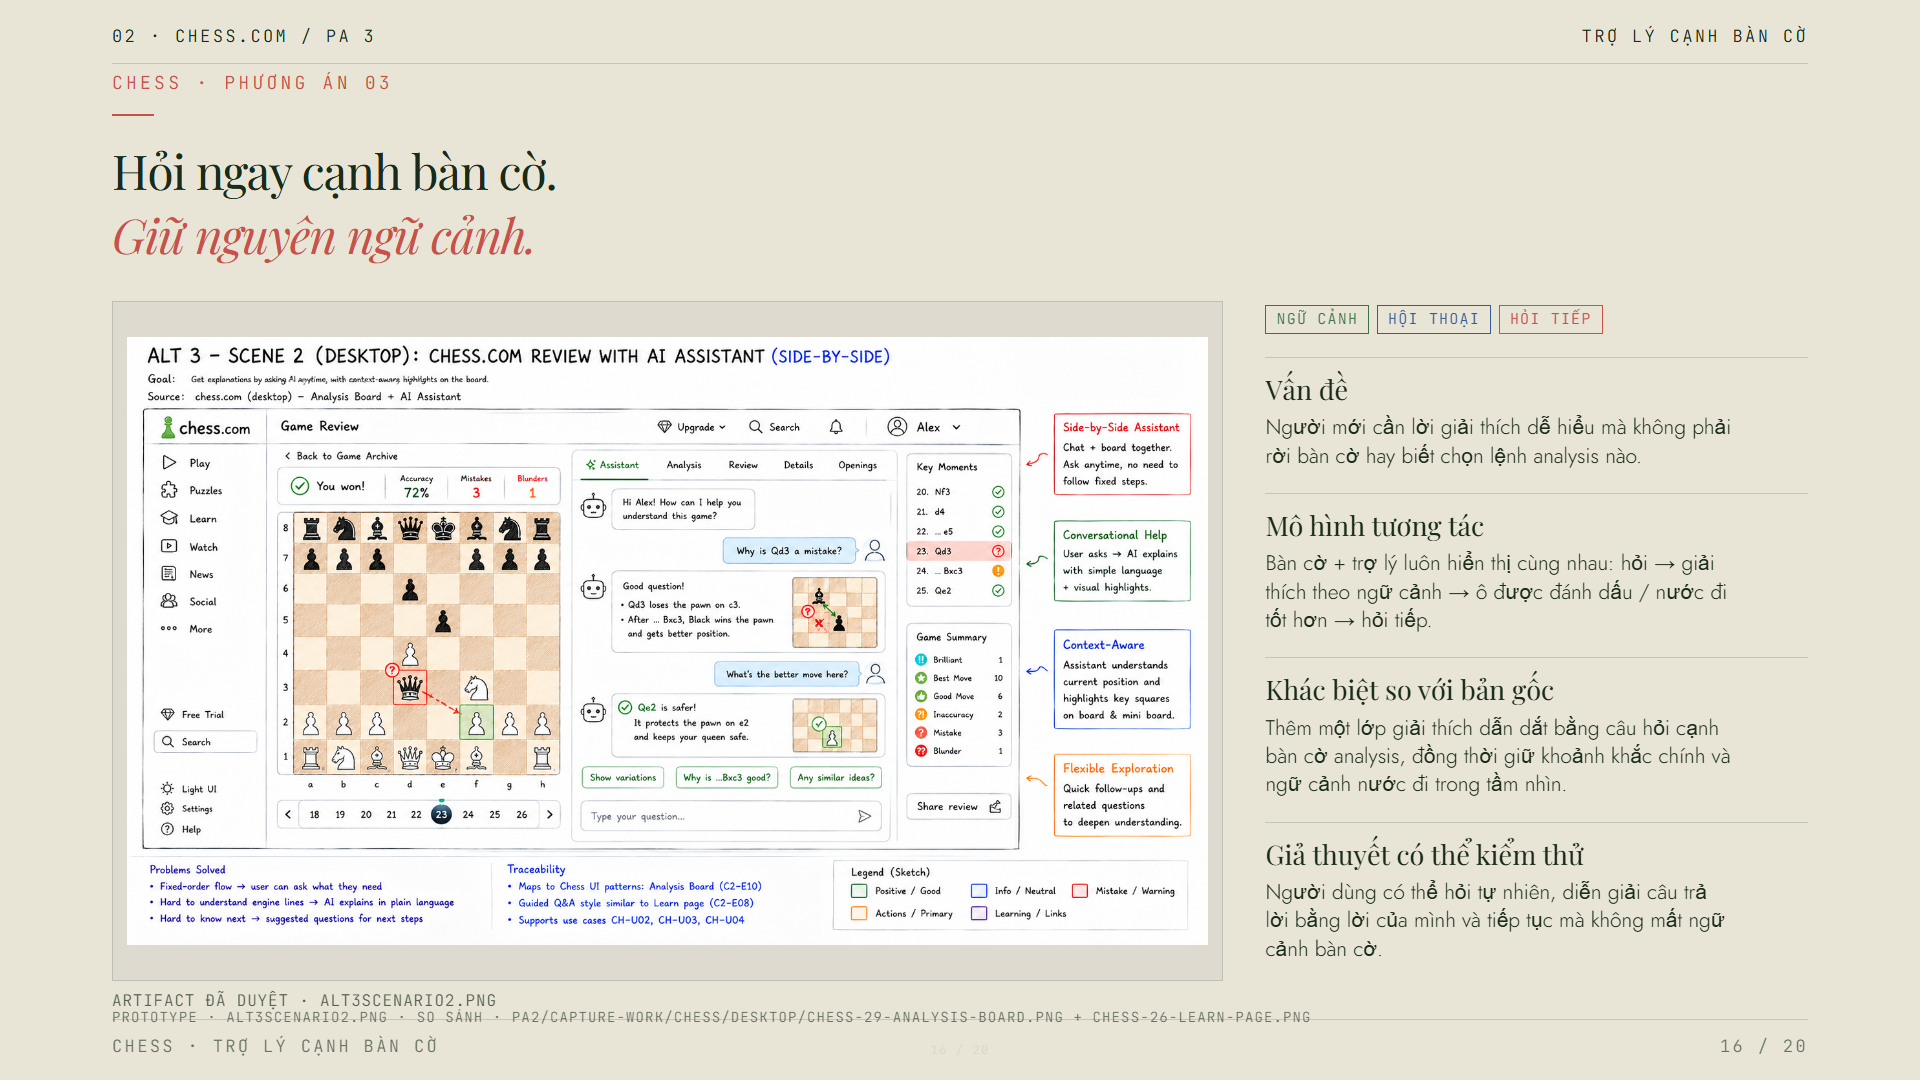 02 · CHESS.COM / PA 3
TRỢ LÝ CẠNH BÀN CỜ
CHESS · PHƯƠNG ÁN 03
Hỏi ngay cạnh bàn cờ.
Giữ nguyên ngữ cảnh.
ALT 3 – SCENE 2 (DESKTOP): CHESS.COM REVIEW WITH AI ASSISTANT (SIDE-BY-SIDE)
Goal: Get explanations by asking AI anytime, with context-aware highlights on the board.
Source: chess.com (desktop) – Analysis Board + AI Assistant
chess.com
Game Review
Upgrade
Search
Alex
Play
Puzzles
Learn
Watch
News
Social
More
Free Trial
Search
Light UI
Settings
Help
Back to Game Archive
You won!
Accuracy
72%
Mistakes
3
Blunders
1
8
7
6
5
4
3
2
1
?
a b c d e f g h
18 19 20 21 22 23 24 25 26
Assistant
Analysis
Review
Details
Openings
Hi Alex! How can I help you
understand this game?
Why is Qd3 a mistake?
Good question!
• Qd3 loses the pawn on c3.
• After ... Bxc3, Black wins the pawn
and gets better position.
?
What's the better move here?
Qe2 is safer!
It protects the pawn on e2
and keeps your queen safe.
Show variations
Why is ...Bxc3 good?
Any similar ideas?
Type your question...
Key Moments
20. Nf3
21. d4
22. ... e5
23. Qd3 ?
24. ... Bxc3 !
25. Qe2
Game Summary
!! Brilliant 1
Best Move 10
Good Move 6
?! Inaccuracy 2
? Mistake 3
?? Blunder 1
Share review
Side-by-Side Assistant
Chat + board together.
Ask anytime, no need to
follow fixed steps.
Conversational Help
User asks → AI explains
with simple language
+ visual highlights.
Context-Aware
Assistant understands
current position and
highlights key squares
on board & mini board.
Flexible Exploration
Quick follow-ups and
related questions
to deepen understanding.
Problems Solved
• Fixed-order flow → user can ask what they need
• Hard to understand engine lines → AI explains in plain language
• Hard to know next → suggested questions for next steps
Traceability
• Maps to Chess UI patterns: Analysis Board (C2-E10)
• Guided Q&A style similar to Learn page (C2-E08)
• Supports use cases CH-U02, CH-U03, CH-U04
Legend (Sketch)
Positive / Good
Info / Neutral
Mistake / Warning
Actions / Primary
Learning / Links
NGỮ CẢNH
HỘI THOẠI
HỎI TIẾP
Vấn đề
Người mới cần lời giải thích dễ hiểu mà không phải
rời bàn cờ hay biết chọn lệnh analysis nào.
Mô hình tương tác
Bàn cờ + trợ lý luôn hiển thị cùng nhau: hỏi → giải
thích theo ngữ cảnh → ô được đánh dấu / nước đi
tốt hơn → hỏi tiếp.
Khác biệt so với bản gốc
Thêm một lớp giải thích dẫn dắt bằng câu hỏi cạnh
bàn cờ analysis, đồng thời giữ khoảnh khắc chính và
ngữ cảnh nước đi trong tầm nhìn.
Giả thuyết có thể kiểm thử
Người dùng có thể hỏi tự nhiên, diễn giải câu trả
lời bằng lời của mình và tiếp tục mà không mất ngữ
cảnh bàn cờ.
ARTIFACT ĐÃ DUYỆT · ALT3SCENARIO2.PNG
PROTOTYPE · ALT3SCENARIO2.PNG · SO SÁNH · PA2/CAPTURE-WORK/CHESS/DESKTOP/CHESS-29-ANALYSIS-BOARD.PNG + CHESS-26-LEARN-PAGE.PNG
CHESS · TRỢ LÝ CẠNH BÀN CỜ
16 / 20
16 / 20